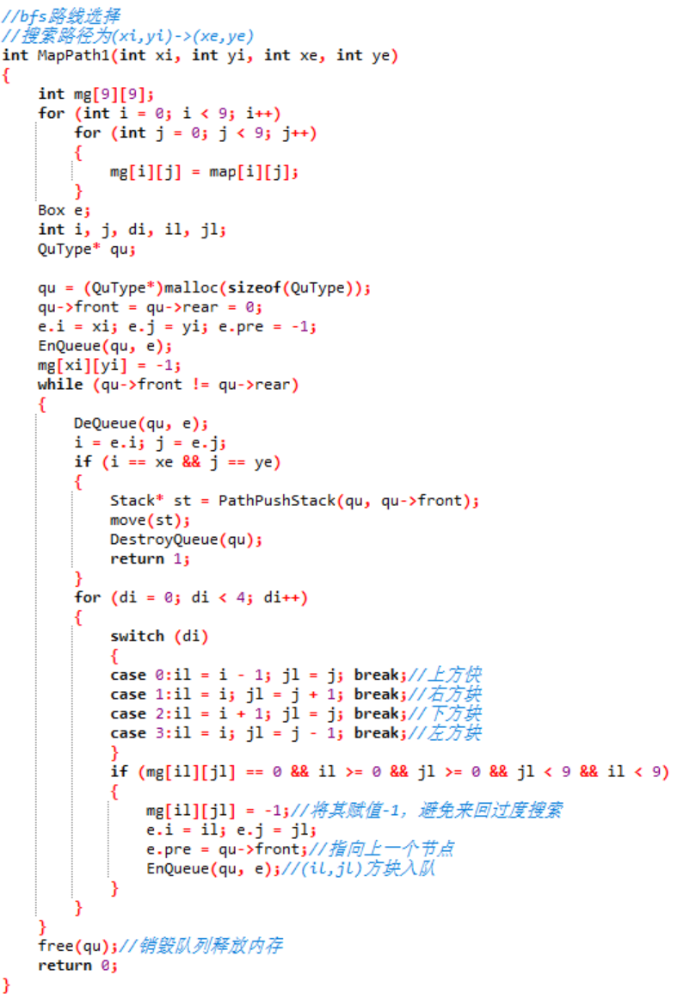 //bfs路线选择
//搜索路径为(xi,yi)->(xe,ye)
int MapPath1(int xi, int yi, int xe, int ye)
{
    int mg[9][9];
    for (int i = 0; i < 9; i++)
        for (int j = 0; j < 9; j++)
        {
            mg[i][j] = map[i][j];
        }
    Box e;
    int i, j, di, il, jl;
    QuType* qu;

    qu = (QuType*)malloc(sizeof(QuType));
    qu->front = qu->rear = 0;
    e.i = xi; e.j = yi; e.pre = -1;
    EnQueue(qu, e);
    mg[xi][yi] = -1;
    while (qu->front != qu->rear)
    {
        DeQueue(qu, e);
        i = e.i; j = e.j;
        if (i == xe && j == ye)
        {
            Stack* st = PathPushStack(qu, qu->front);
            move(st);
            DestroyQueue(qu);
            return 1;
        }
        for (di = 0; di < 4; di++)
        {
            switch (di)
            {
            case 0:il = i - 1; jl = j; break;//上方快
            case 1:il = i; jl = j + 1; break;//右方块
            case 2:il = i + 1; jl = j; break;//下方块
            case 3:il = i; jl = j - 1; break;//左方块
            }
            if (mg[il][jl] == 0 && il >= 0 && jl >= 0 && jl < 9 && il < 9)
            {
                mg[il][jl] = -1;//将其赋值-1，避免来回过度搜索
                e.i = il; e.j = jl;
                e.pre = qu->front;//指向上一个节点
                EnQueue(qu, e);//(il,jl)方块入队
            }
        }
    }
    free(qu);//销毁队列释放内存
    return 0;
}